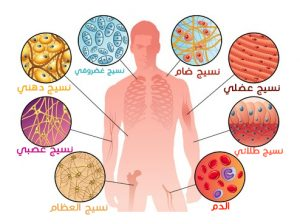 نسيج غضروفي
نسيج ضام
نسيج دهني
نسيج عضلي
نسيج عصبي
نسيج طلائي
نسيج العظام
الدم